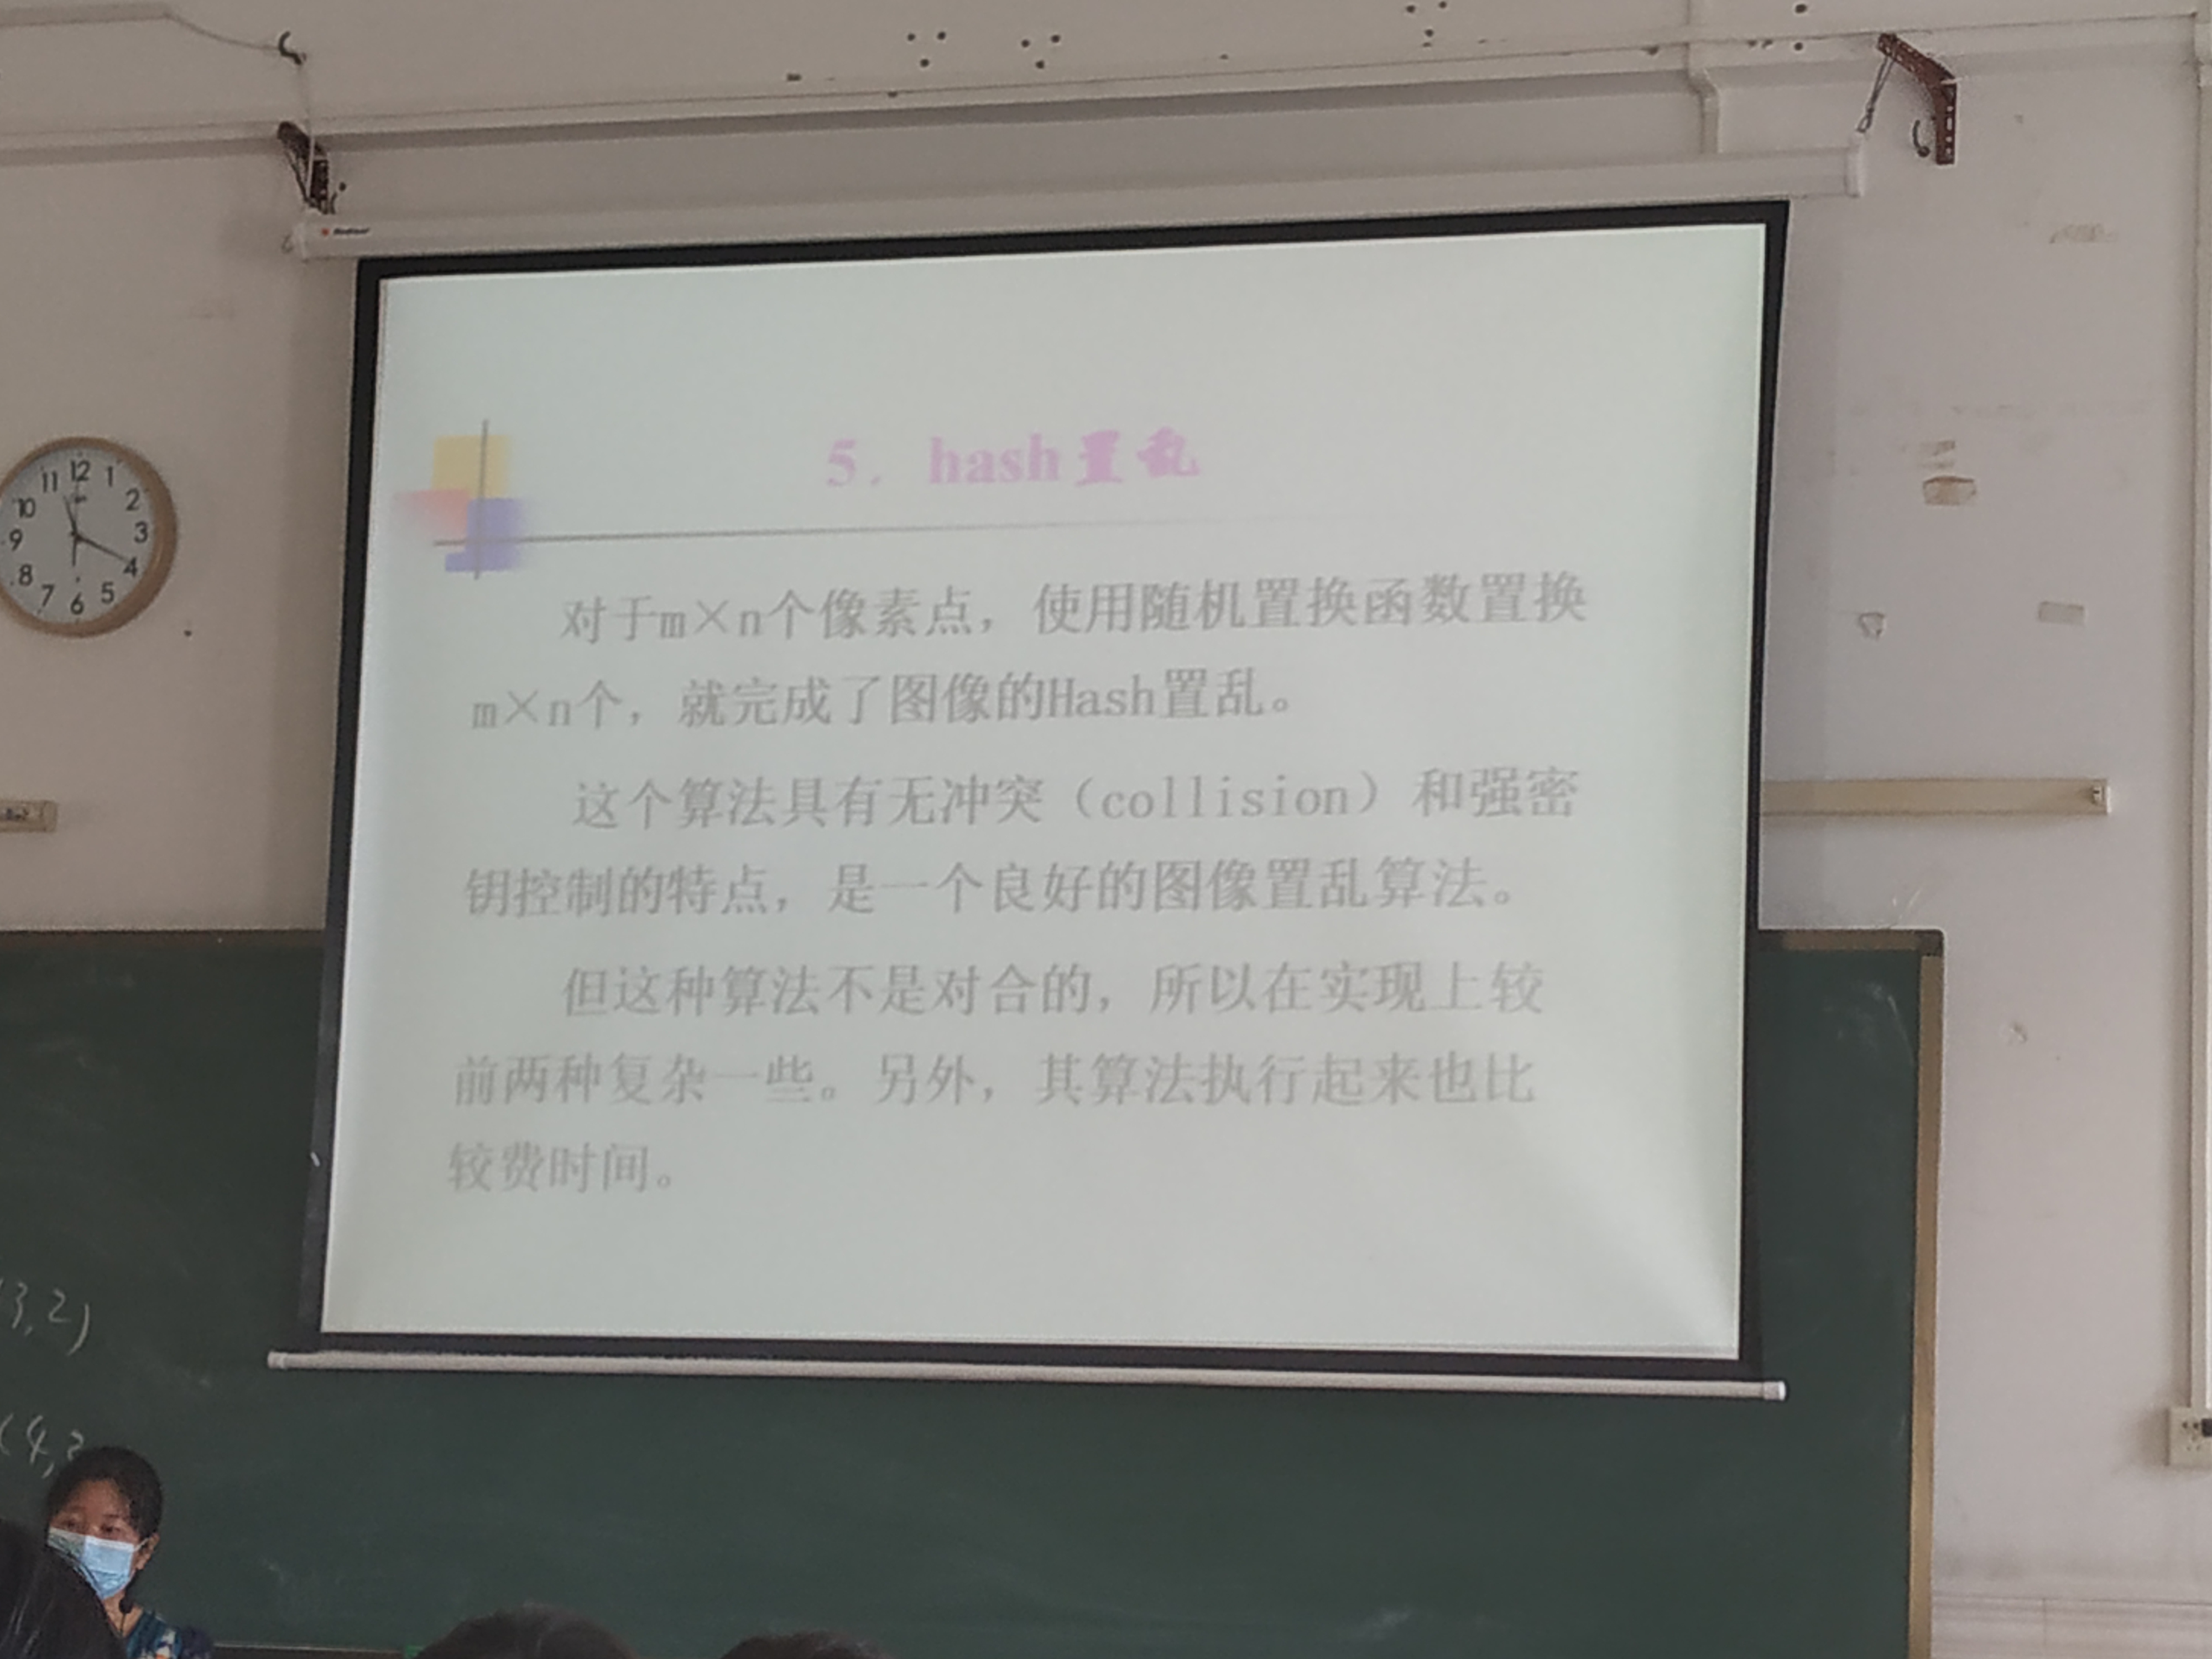 5. hash置乱
对于m×n个像素点，使用随机置换函数置换
m×n个，就完成了图像的Hash置乱。
这个算法具有无冲突（collision）和强密
钥控制的特点，是一个良好的图像置乱算法。
但这种算法不是对合的，所以在实现上较
前两种复杂一些。另外，其算法执行起来也比
较费时间。
12
11 1
10 2
9 3
8 4
7 5
6
3,2)
(4,3